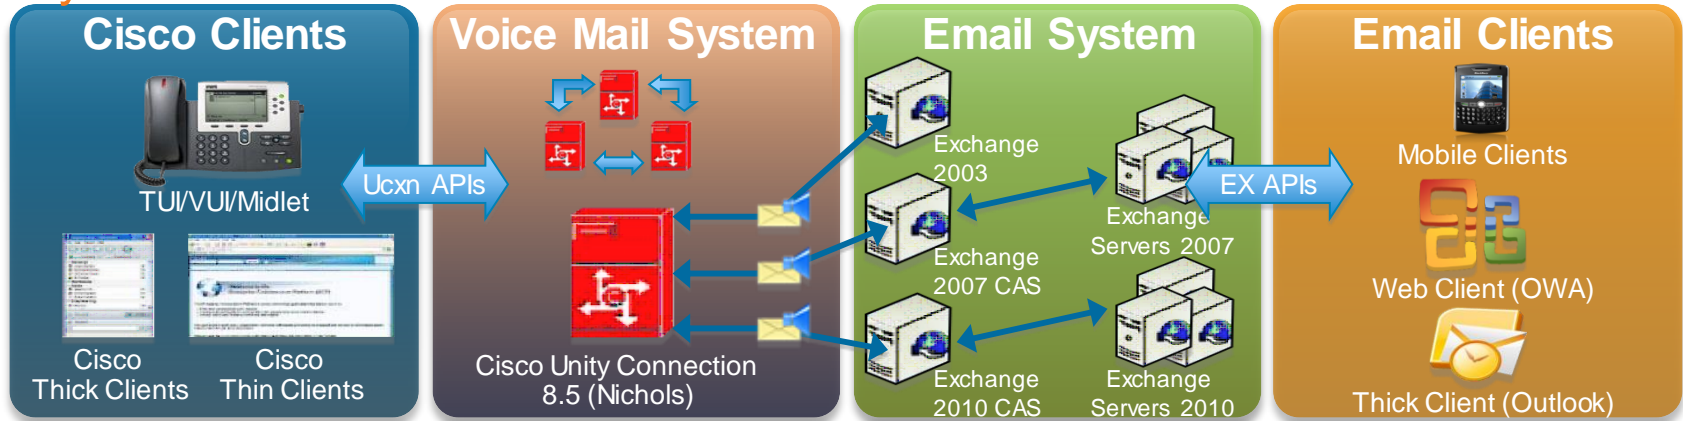 Cisco Clients
TUI/VUI/Midlet
Cisco
Thick Clients
Cisco
Thin Clients
Ucxn APIs
Voice Mail System
Cisco Unity Connection
8.5 (Nichols)
Email System
Exchange
2003
Exchange
2007 CAS
Exchange
2010 CAS
Exchange
Servers 2007
Exchange
Servers 2010
EX APIs
Email Clients
Mobile Clients
Web Client (OWA)
Thick Client (Outlook)